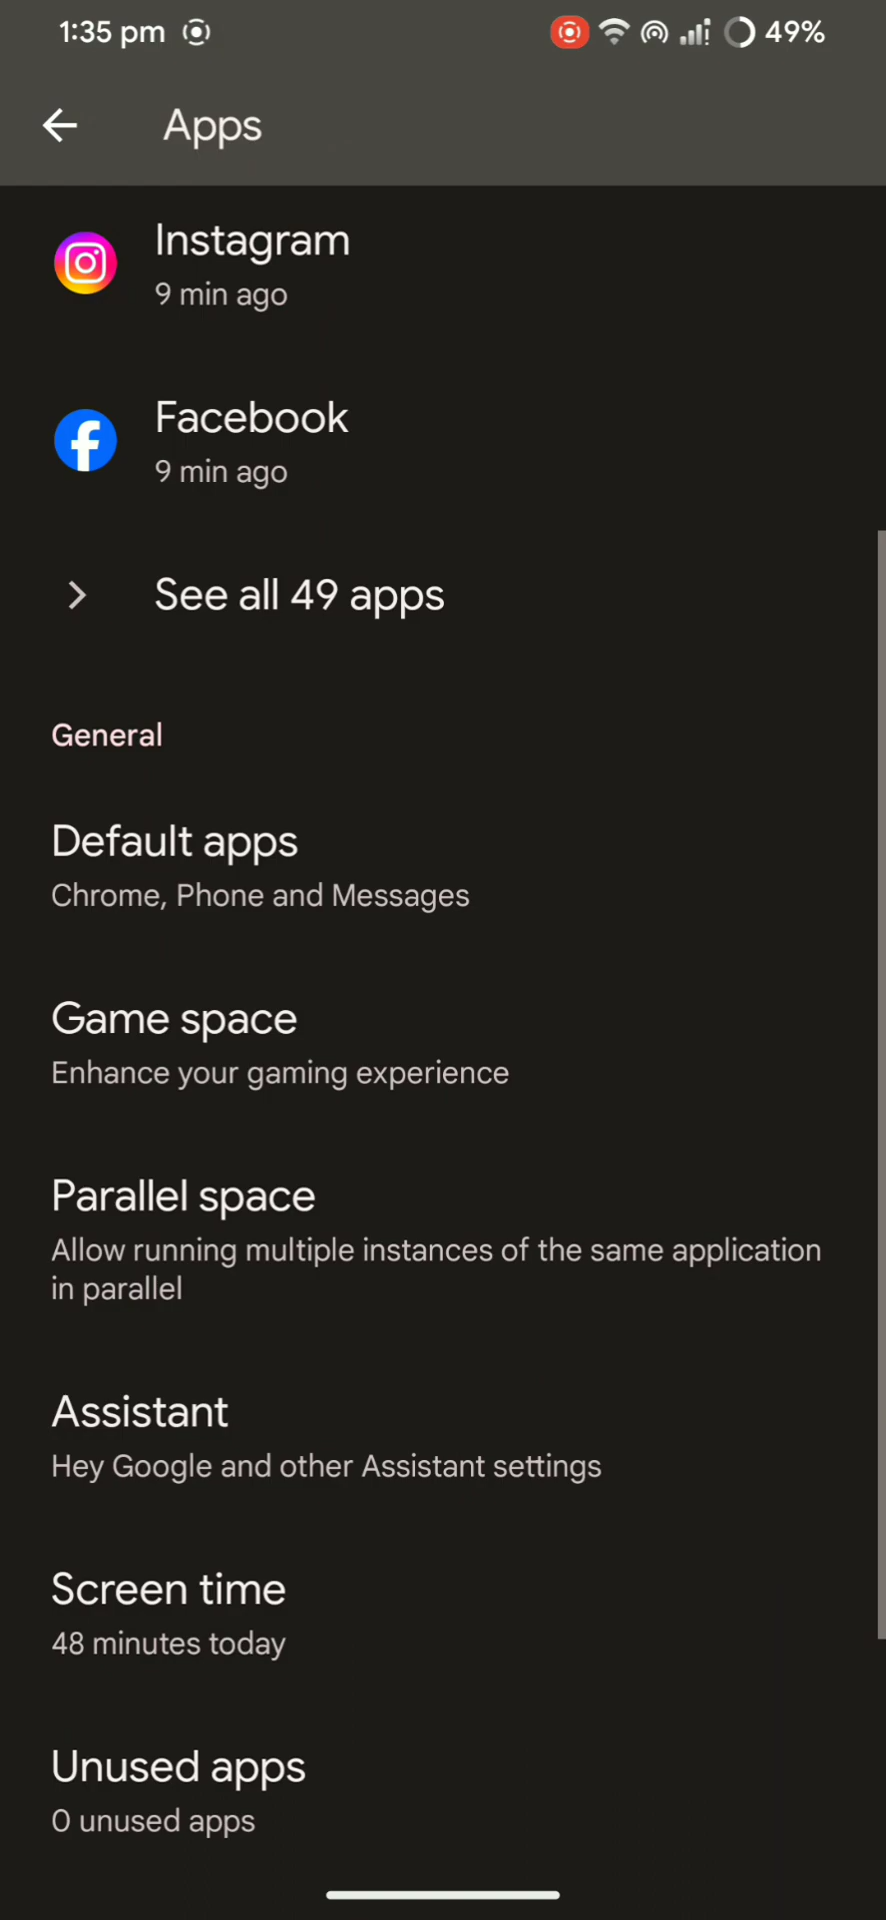 1:35 pm
49%
Apps
Instagram
9 min ago
Facebook
9 min ago
See all 49 apps
General
Default apps
Chrome, Phone and Messages
Game space
Enhance your gaming experience
Parallel space
Allow running multiple instances of the same application
in parallel
Assistant
Hey Google and other Assistant settings
Screen time
48 minutes today
Unused apps
0 unused apps